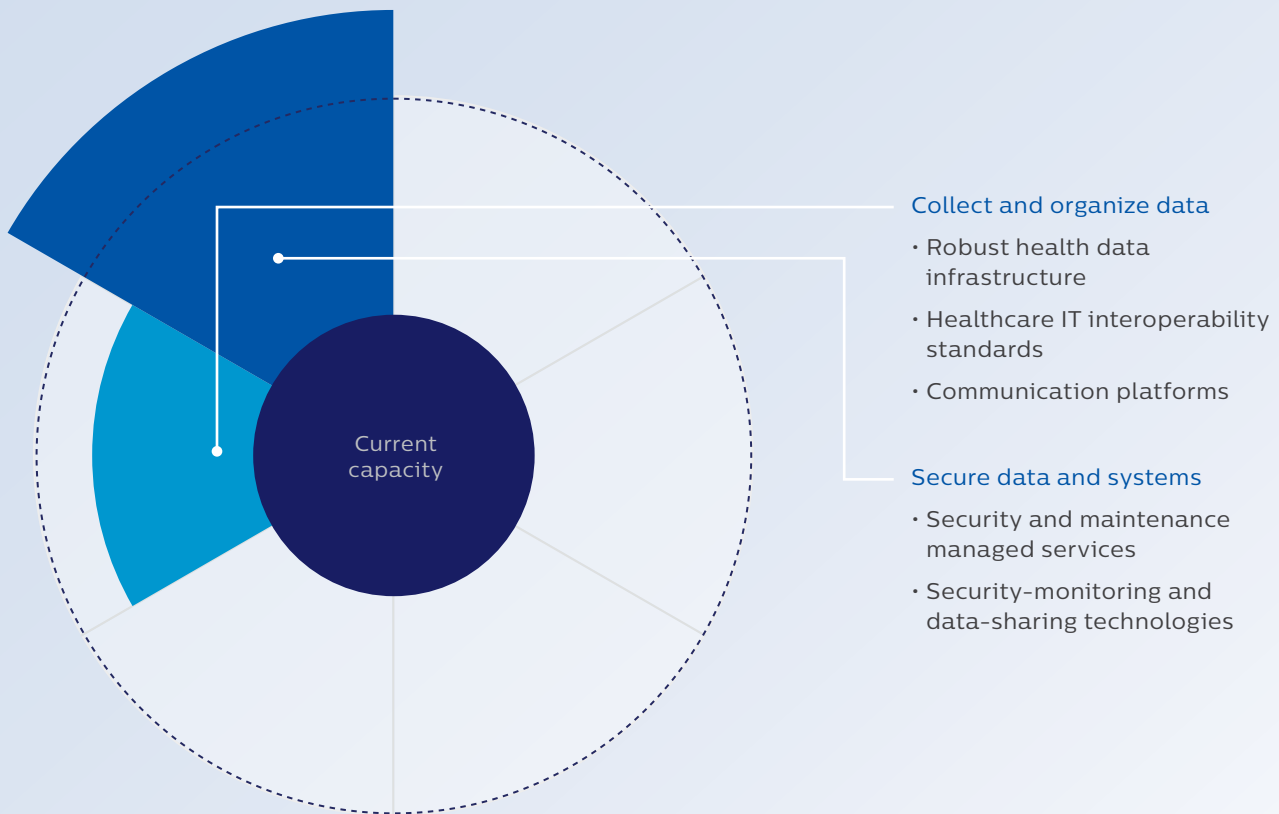 Current
capacity
Collect and organize data
· Robust health data
infrastructure
· Healthcare IT interoperability
standards
· Communication platforms
Secure data and systems
· Security and maintenance
managed services
· Security-monitoring and
data-sharing technologies